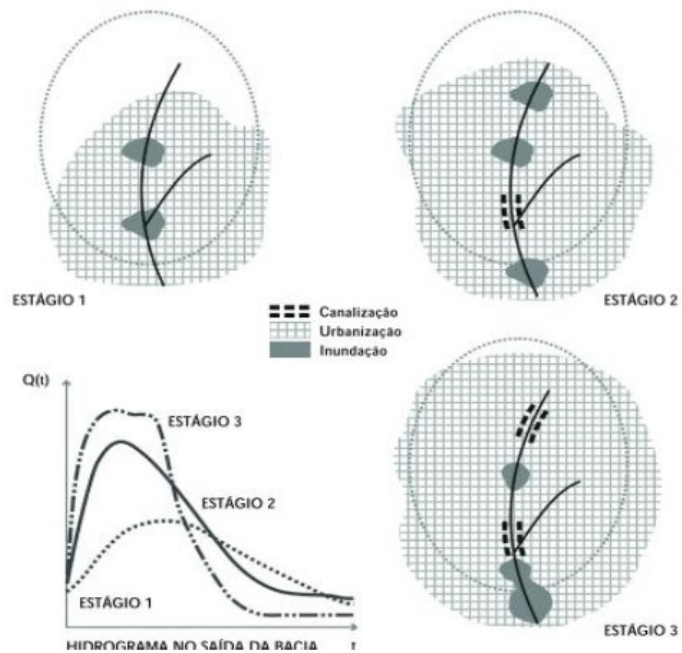 ESTÁGIO 1
ESTÁGIO 2
Canalização
Urbanização
Inundação
Q(t)
ESTÁGIO 3
ESTÁGIO 2
ESTÁGIO 1
HIDROGRAMA NO SAÍDA DA BACIA t
ESTÁGIO 3